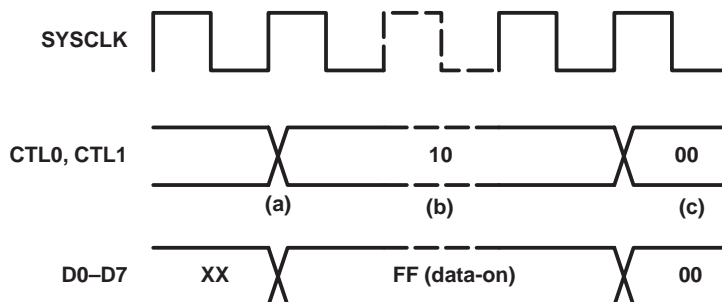 SYSCLK
CTL0, CTL1 10 00
(a) (b) (c)
D0–D7 XX FF (data-on) 00